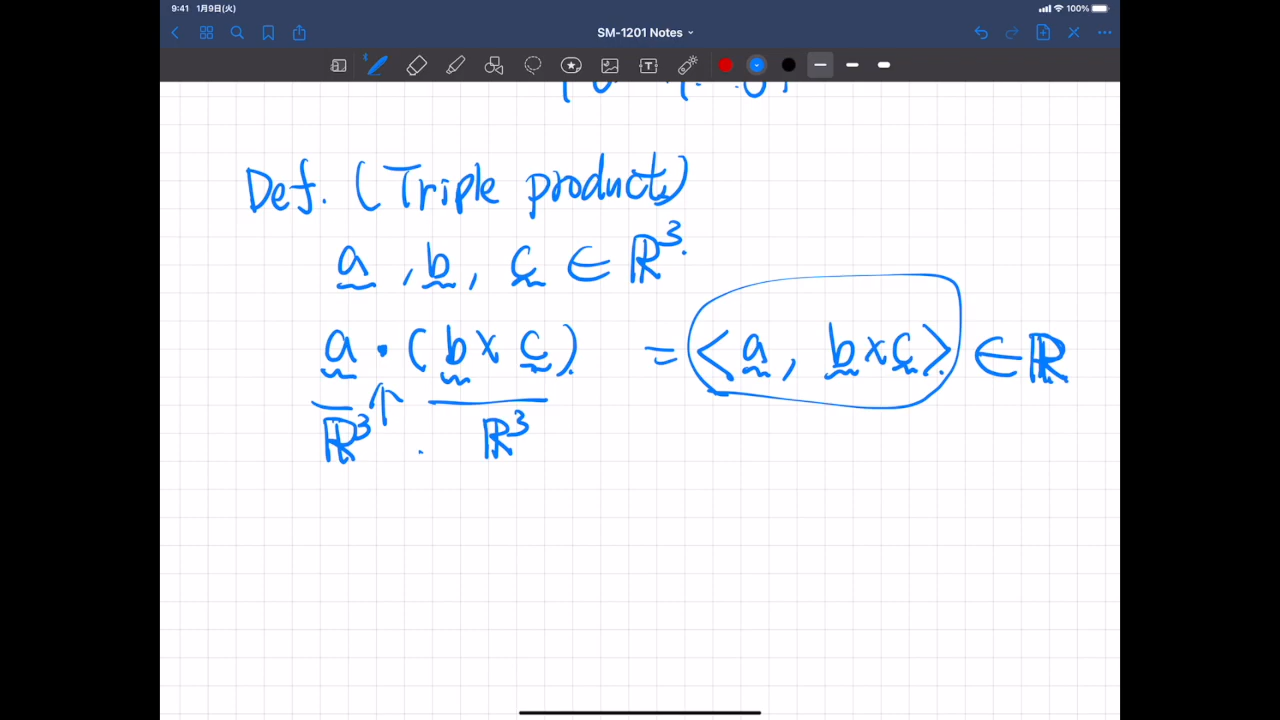 9:41 1月9日(火) 100%
SM-1201 Notes
Def. (Triple product)
a , b , c ∈ ℝ³.
a · (b × c) = <a, b×c> ∈ ℝ
ℝ³ ↑ . ℝ³